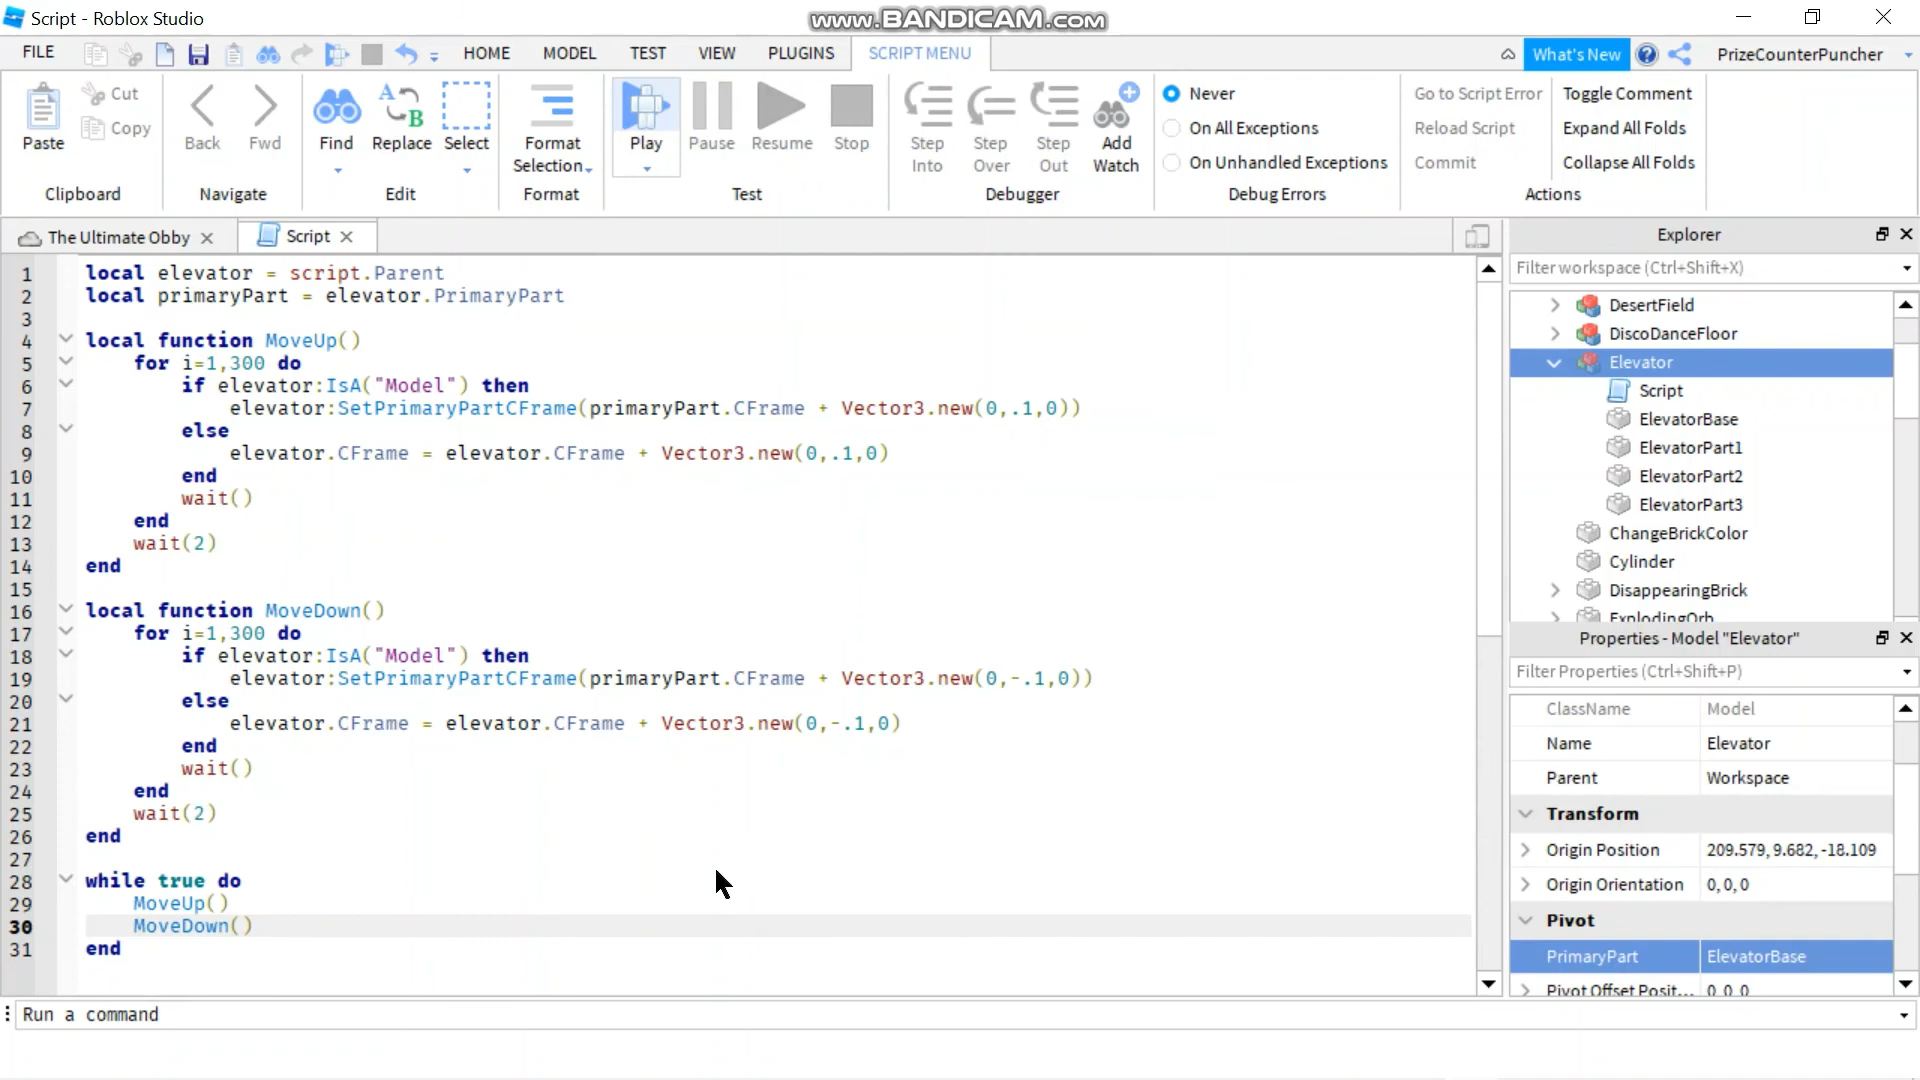 Script - Roblox Studio
www.BANDICAM.com
FILE HOME MODEL TEST VIEW PLUGINS SCRIPT MENU What's New PrizeCounterPuncher
Paste Cut Copy
Clipboard
Back Fwd
Navigate
Find Replace Select
Edit
Format Selection
Format
Play Pause Resume Stop
Test
Step Into Step Over Step Out Add Watch
Debugger
Never
On All Exceptions
On Unhandled Exceptions
Debug Errors
Go to Script Error
Reload Script
Commit
Toggle Comment
Expand All Folds
Collapse All Folds
Actions
The Ultimate Obby Script
1 local elevator = script.Parent
2 local primaryPart = elevator.PrimaryPart
3
4 local function MoveUp()
5 for i=1,300 do
6 if elevator:IsA("Model") then
7 elevator:SetPrimaryPartCFrame(primaryPart.CFrame + Vector3.new(0,.1,0))
8 else
9 elevator.CFrame = elevator.CFrame + Vector3.new(0,.1,0)
10 end
11 wait()
12 end
13 wait(2)
14 end
15
16 local function MoveDown()
17 for i=1,300 do
18 if elevator:IsA("Model") then
19 elevator:SetPrimaryPartCFrame(primaryPart.CFrame + Vector3.new(0,-.1,0))
20 else
21 elevator.CFrame = elevator.CFrame + Vector3.new(0,-.1,0)
22 end
23 wait()
24 end
25 wait(2)
26 end
27
28 while true do
29 MoveUp()
30 MoveDown()
31 end
Explorer
Filter workspace (Ctrl+Shift+X)
DesertField
DiscoDanceFloor
Elevator
Script
ElevatorBase
ElevatorPart1
ElevatorPart2
ElevatorPart3
ChangeBrickColor
Cylinder
DisappearingBrick
ExplodingOrb
Properties - Model "Elevator"
Filter Properties (Ctrl+Shift+P)
ClassName Model
Name Elevator
Parent Workspace
Transform
Origin Position 209.579, 9.682, -18.109
Origin Orientation 0, 0, 0
Pivot
PrimaryPart ElevatorBase
Pivot Offset Posit... 0, 0, 0
Run a command